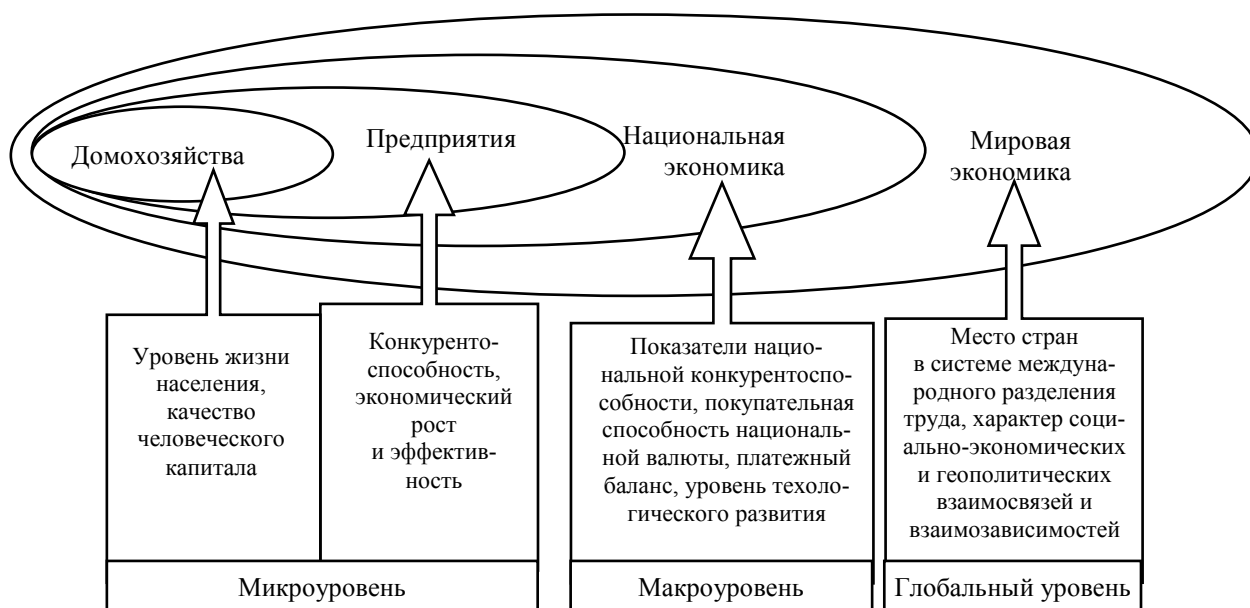 Домохозяйства
Предприятия
Национальная
экономика
Мировая
экономика
Уровень жизни
населения,
качество
человеческого
капитала
Конкуренто-
способность,
экономический
рост
и эффектив-
ность
Показатели нацио-
нальной конкурентоспо-
собности, покупательная
способность националь-
ной валюты, платежный
баланс, уровень техоло-
гического развития
Место стран
в системе междуна-
родного разделения
труда, характер соци-
ально-экономических
и геополитических
взаимосвязей и
взаимозависимостей
Микроуровень
Макроуровень
Глобальный уровень